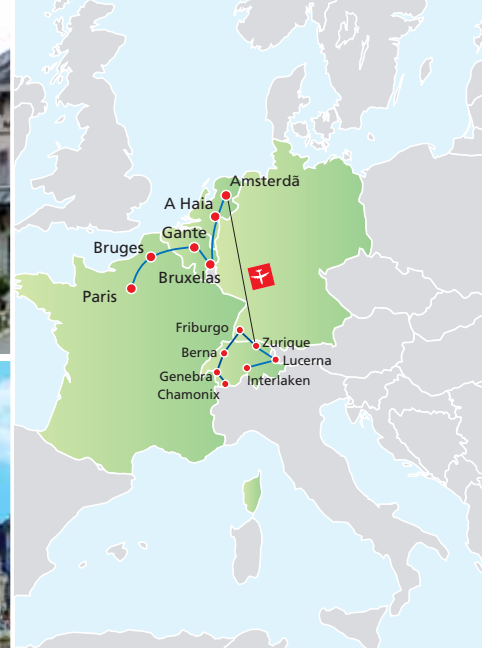 Amsterdã
A Haia
Gante
Bruges
Bruxelas
Paris
Friburgo
Zurique
Berna
Lucerna
Genebra
Interlaken
Chamonix